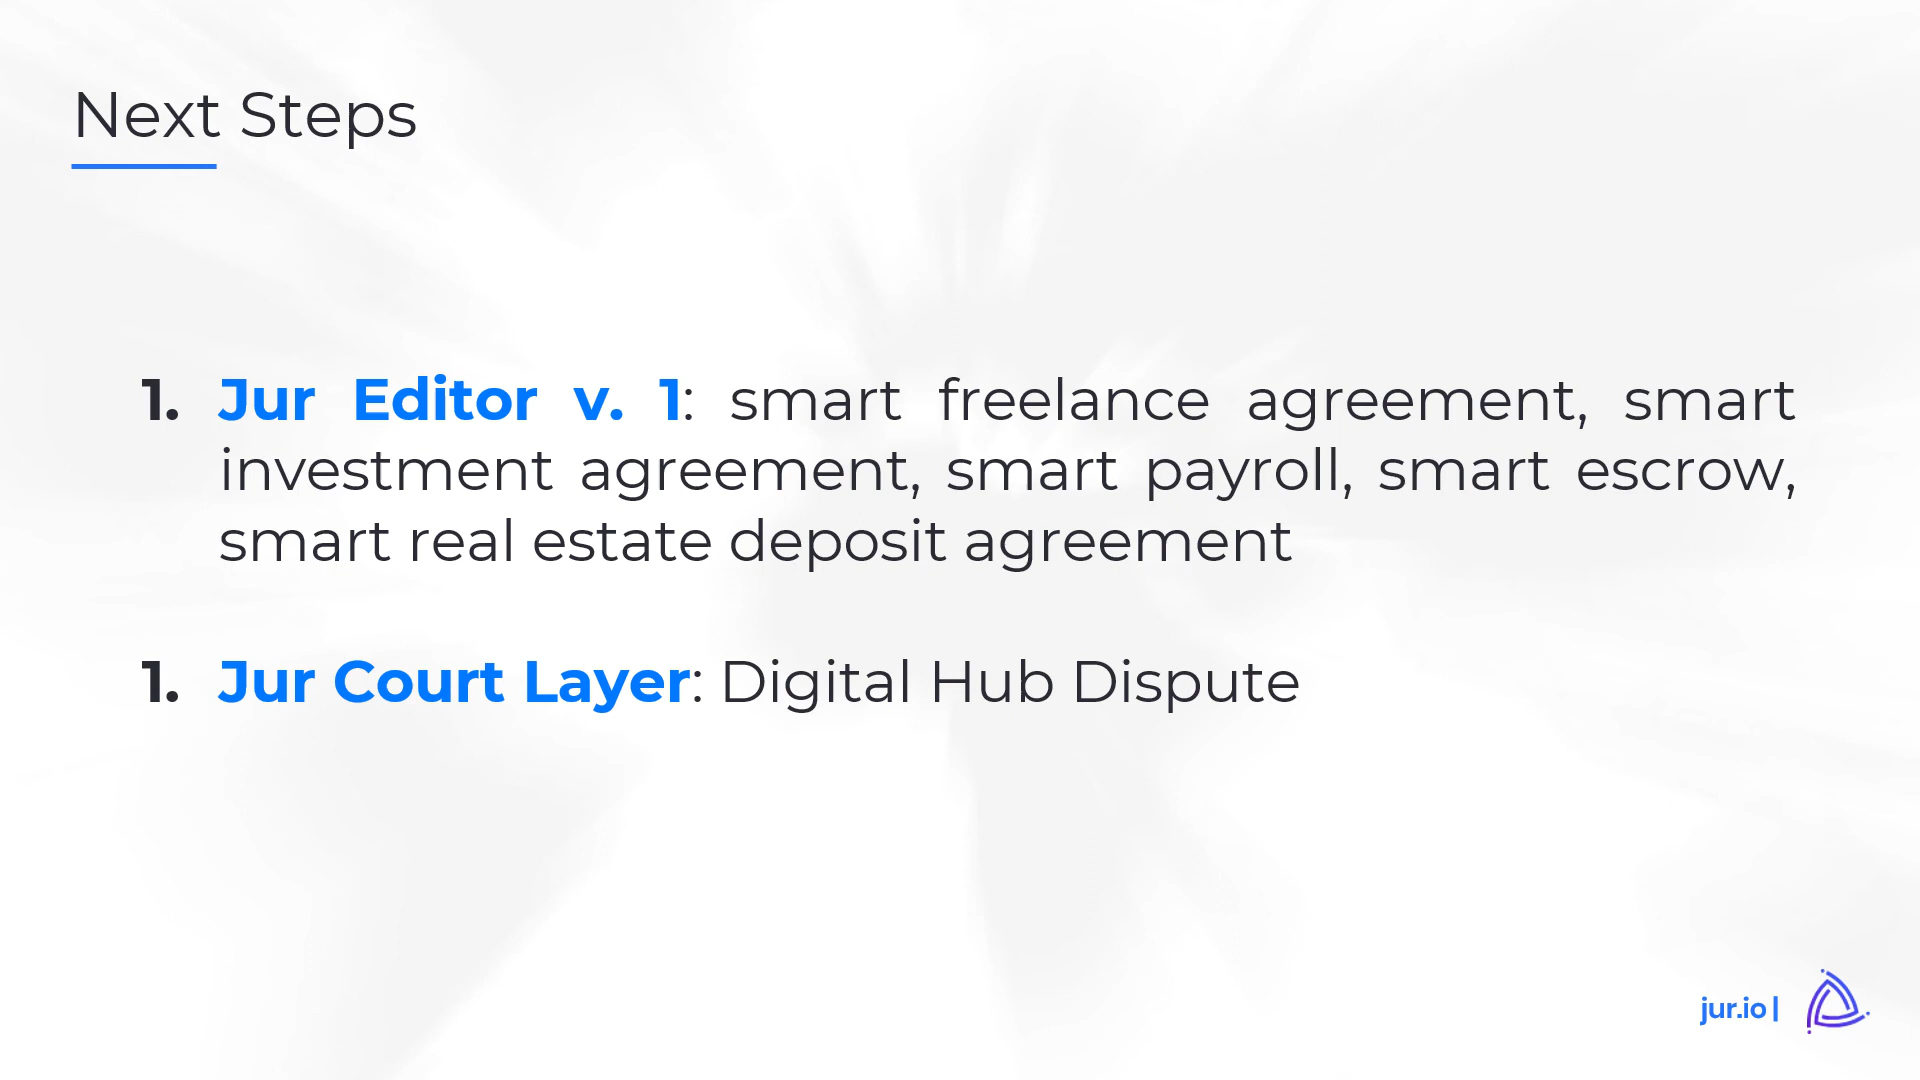 Next Steps
1. Jur Editor v. 1: smart freelance agreement, smart
investment agreement, smart payroll, smart escrow,
smart real estate deposit agreement
1. Jur Court Layer: Digital Hub Dispute
jur.io |